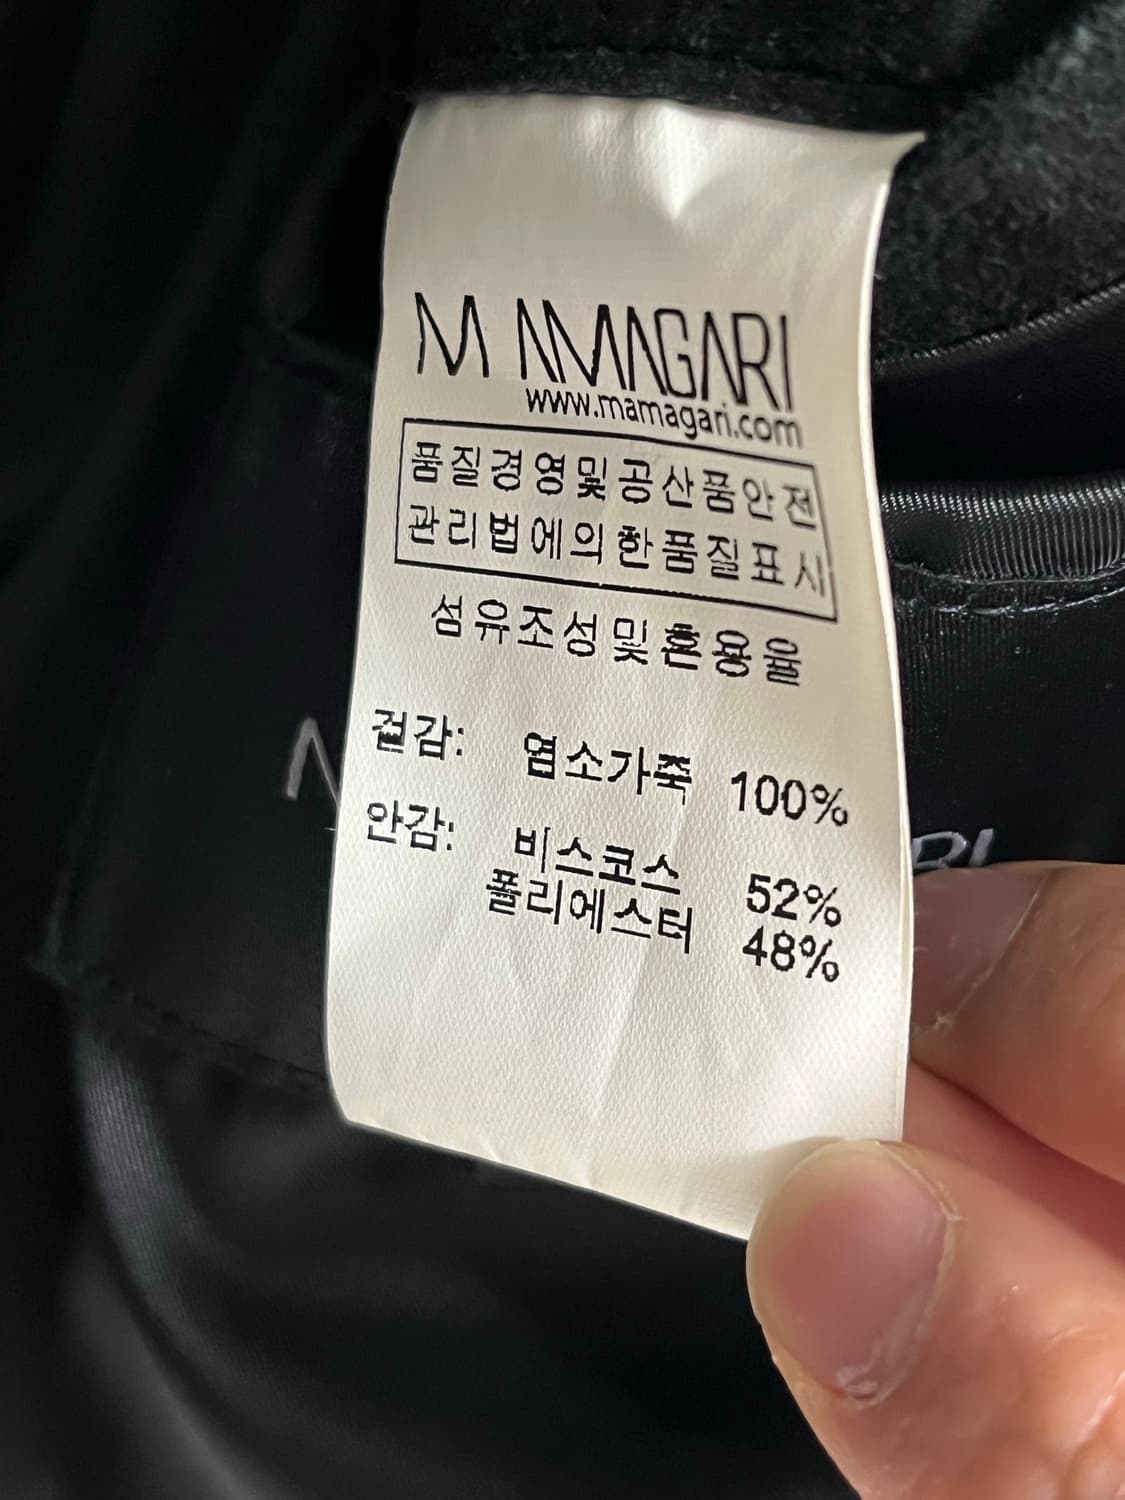 MAMAGARI
www.mamagari.com
품질경영및공산품안전
관리법에의한품질표시
섬유조성및혼용율
겉감: 염소가죽 100%
안감: 비스코스 52%
폴리에스터 48%